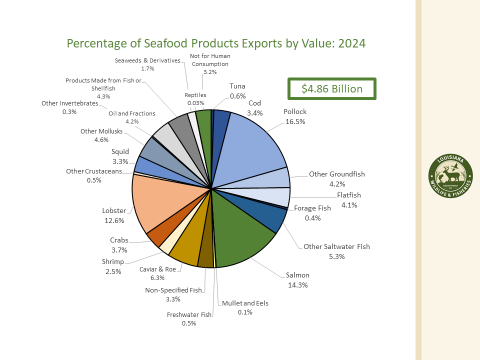 Percentage of Seafood Products Exports by Value: 2024
$4.86 Billion
Not for Human
Consumption
3.2%
Seaweeds & Derivatives
1.7%
Products Made from Fish or
Shellfish
4.3%
Reptiles
0.03%
Other Invertebrates
0.3%
Oil and Fractions
4.2%
Other Mollusks
4.6%
Squid
3.3%
Other Crustaceans
0.5%
Lobster
12.6%
Crabs
3.7%
Shrimp
2.5%
Caviar & Roe
6.3%
Non-Specified Fish
3.3%
Freshwater Fish
0.5%
Mullet and Eels
0.1%
Salmon
14.3%
Other Saltwater Fish
5.3%
Forage Fish
0.4%
Flatfish
4.1%
Other Groundfish
4.2%
Pollock
16.5%
Cod
3.4%
Tuna
0.6%
LOUISIANA
WILDLIFE & FISHERIES